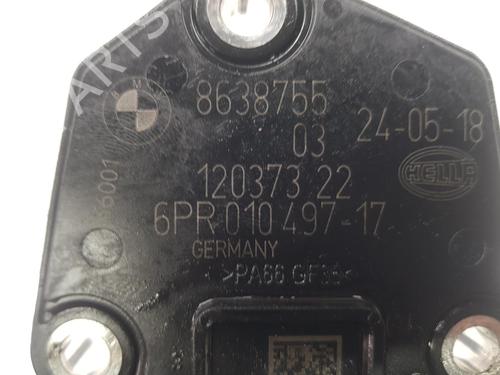 8638755
03 24-05-18
120373 22
HELLA
6PR 010 497-17
GERMANY
>PA66 GF35<